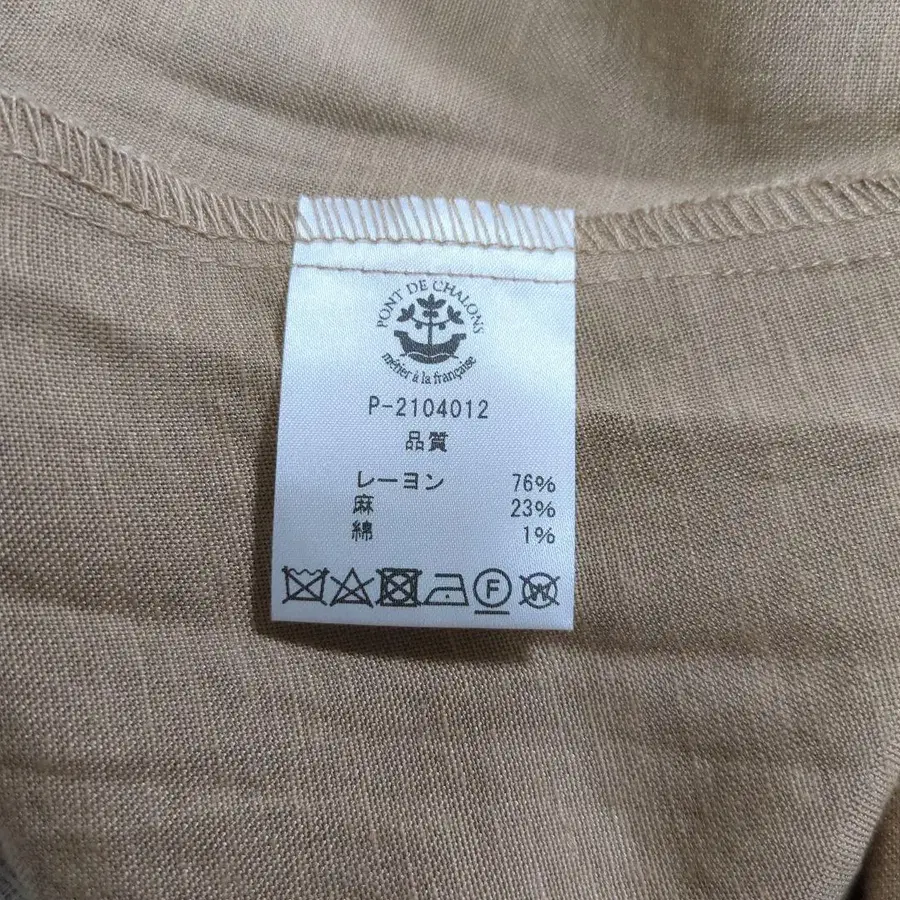 PONT DE CHALONS
métier à la française
P-2104012
品質
レーヨン 76%
麻 23%
綿 1%
F W